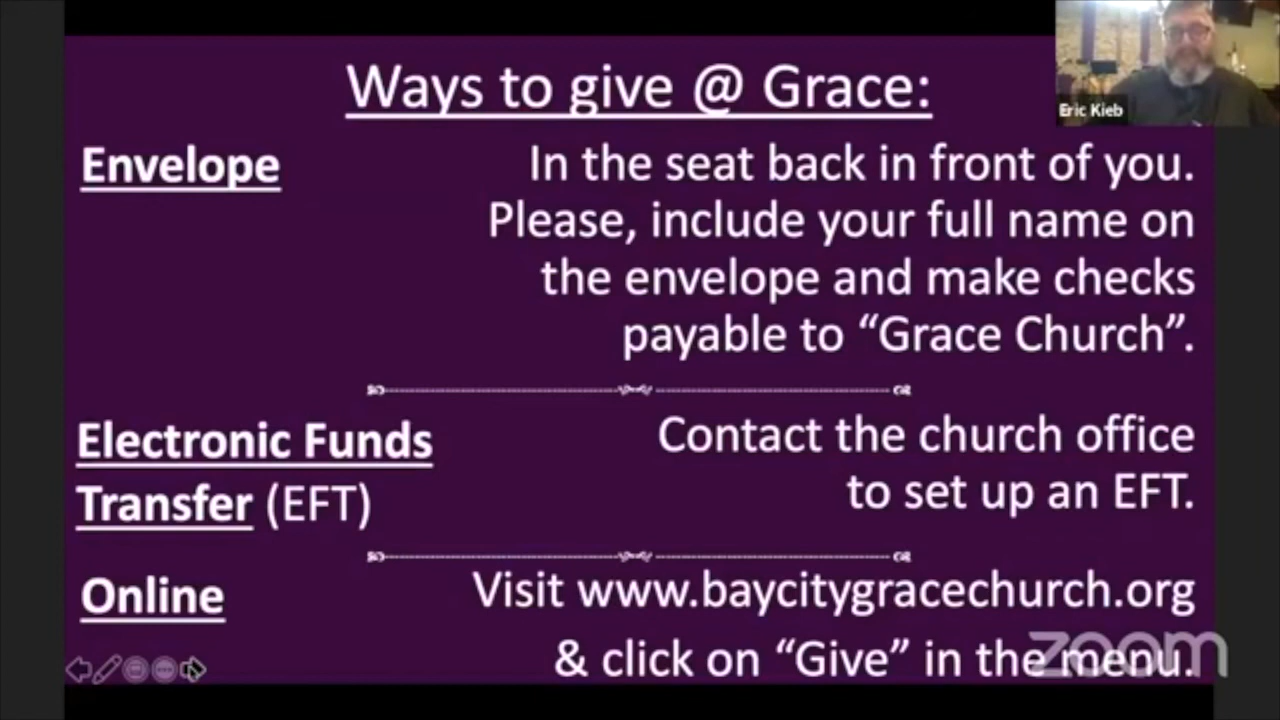 Ways to give @ Grace:
Eric Kieb
Envelope
In the seat back in front of you.
Please, include your full name on
the envelope and make checks
payable to “Grace Church”.
Electronic Funds
Transfer (EFT)
Contact the church office
to set up an EFT.
Online
Visit www.baycitygracechurch.org
& click on “Give” in the menu.
zoom